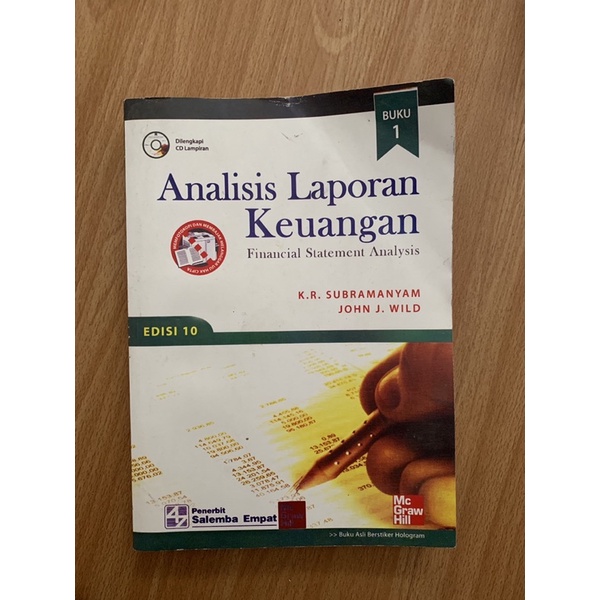 BUKU
1
Dilengkapi
CD Lampiran
Analisis Laporan
Keuangan
Financial Statement Analysis
K.R. SUBRAMANYAM
JOHN J. WILD
EDISI 10
Penerbit
Salemba Empat
Mc
Graw
Hill
>> Buku Asli Berstiker Hologram